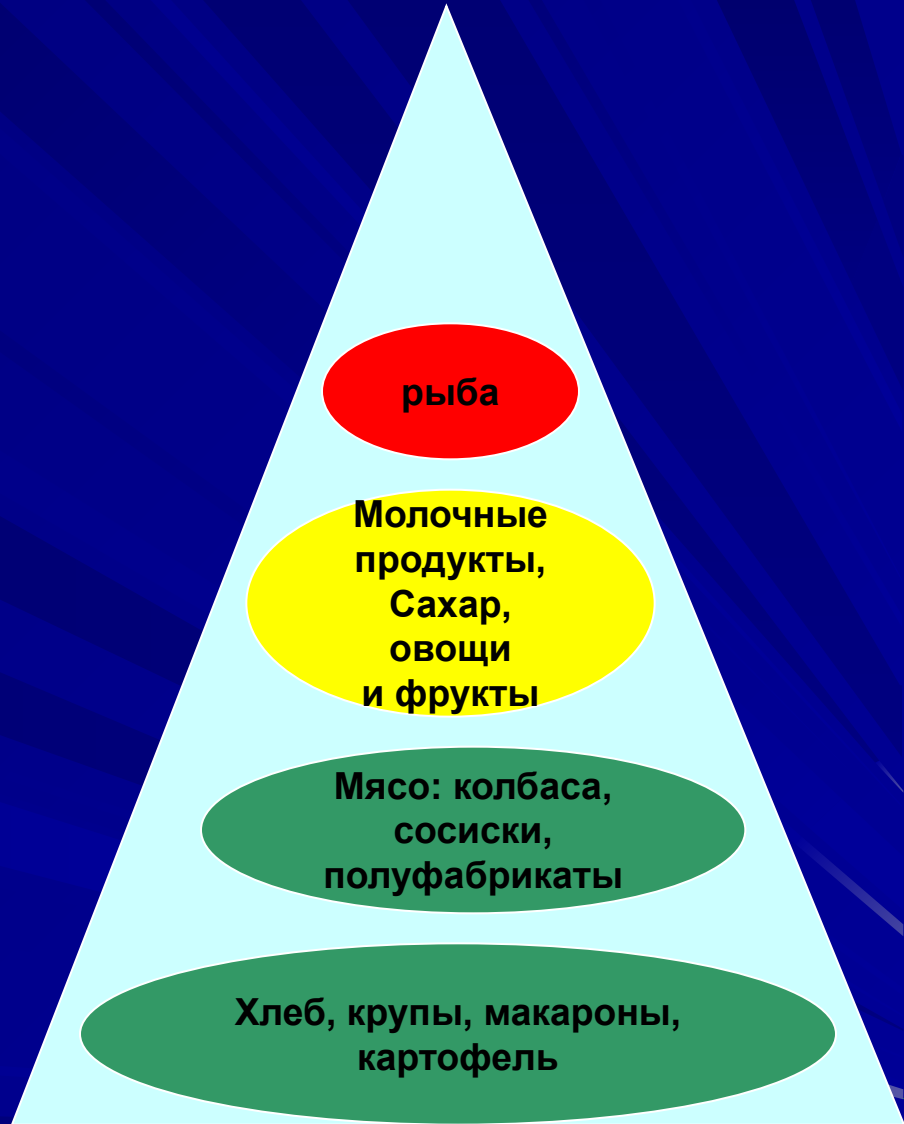 рыба
Молочные
продукты,
Сахар,
овощи
и фрукты
Мясо: колбаса,
сосиски,
полуфабрикаты
Хлеб, крупы, макароны,
картофель